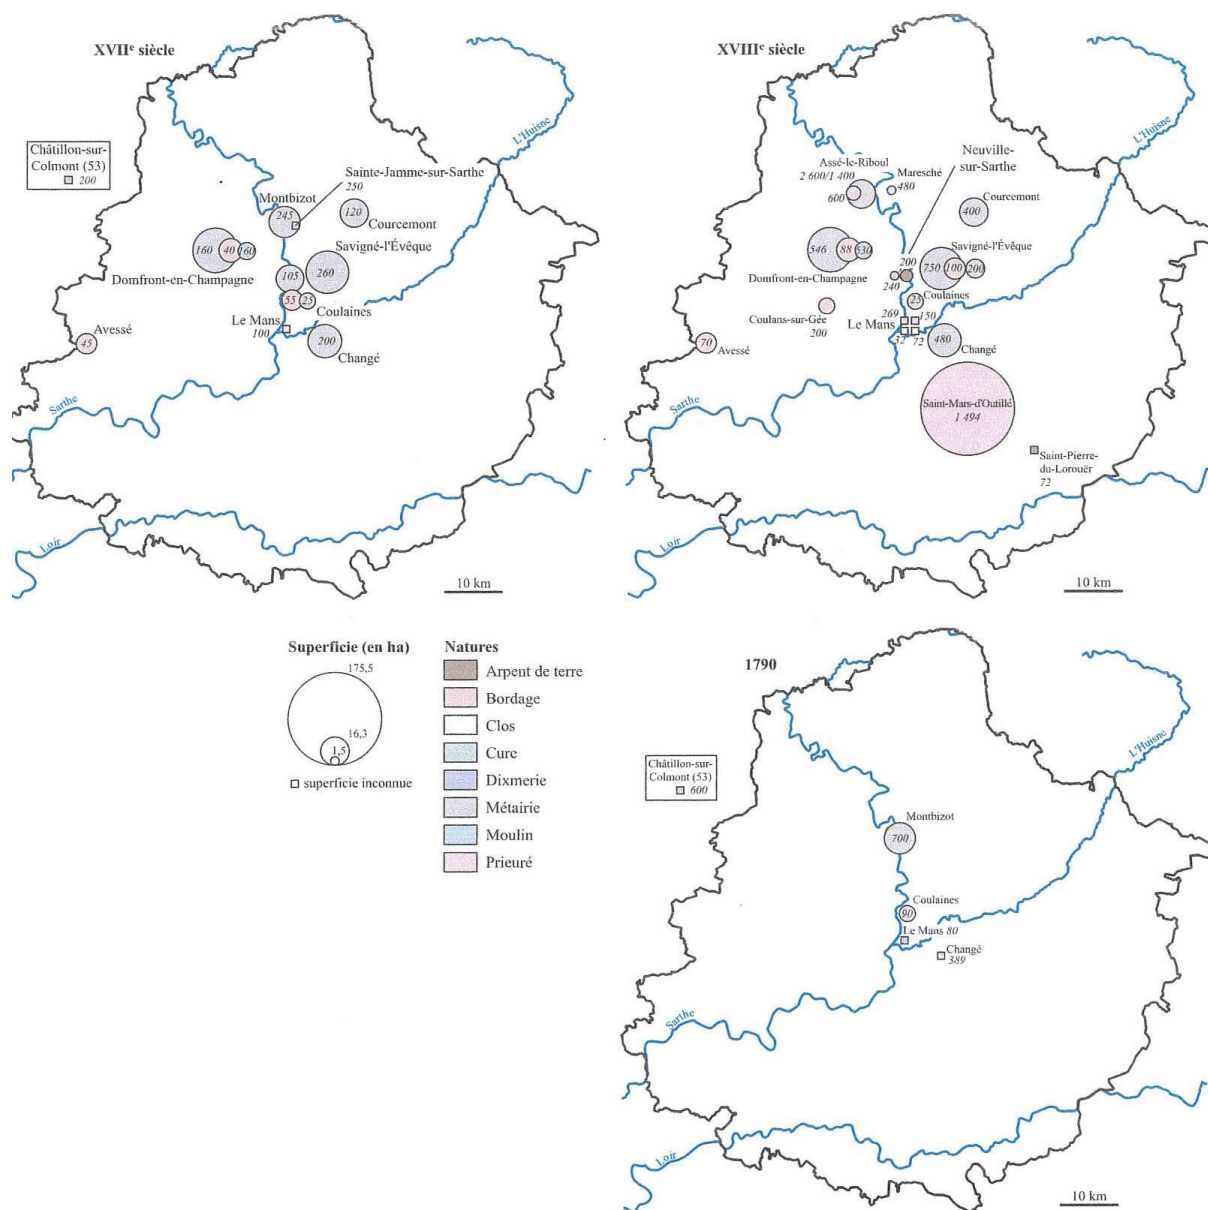 XVIIe siècle
L'Huisne
Châtillon-sur-
Colmont (53)
200
Sainte-Jamme-sur-Sarthe
250
Montbizot
245
120
Courcemont
160
40
160
Domfront-en-Champagne
Savigné-l'Évêque
260
105
55
25
Coulaines
Le Mans
100
200
Changé
Avessé
45
Sarthe
Loir
10 km
XVIIIe siècle
L'Huisne
Neuville-
sur-Sarthe
Assé-le-Riboul
2 600/1 400
600
Maresché
480
400
Courcemont
546
88
530
Domfront-en-Champagne
Savigné-l'Évêque
750
100
200
200
240
25
Coulaines
Coulans-sur-Gée
200
Le Mans
269
150
32
72
480
Changé
70
Avessé
Saint-Mars-d'Outillé
1 494
Saint-Pierre-
du-Lorouër
72
Sarthe
Loir
10 km
Superficie (en ha)
175,5
16,3
1,5
superficie inconnue
Natures
Arpent de terre
Bordage
Clos
Cure
Dixmerie
Métairie
Moulin
Prieuré
1790
L'Huisne
Châtillon-sur-
Colmont (53)
600
Montbizot
700
Coulaines
90
Le Mans 80
Changé
389
Sarthe
Loir
10 km